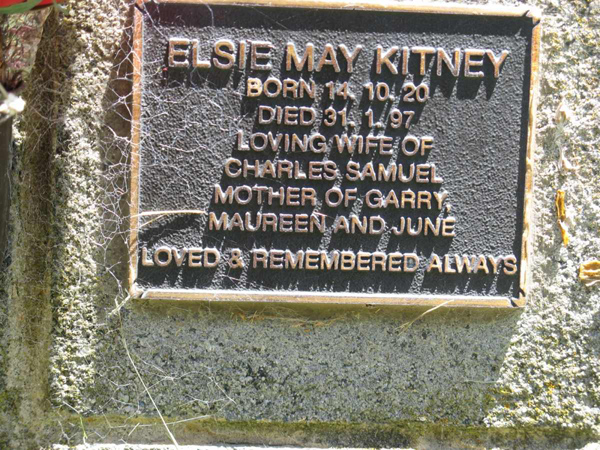 ELSIE MAY KITNEY
BORN 14. 10. 20
DIED 31. 1. 97
LOVING WIFE OF
CHARLES SAMUEL
MOTHER OF GARRY,
MAUREEN AND JUNE
LOVED & REMEMBERED ALWAYS